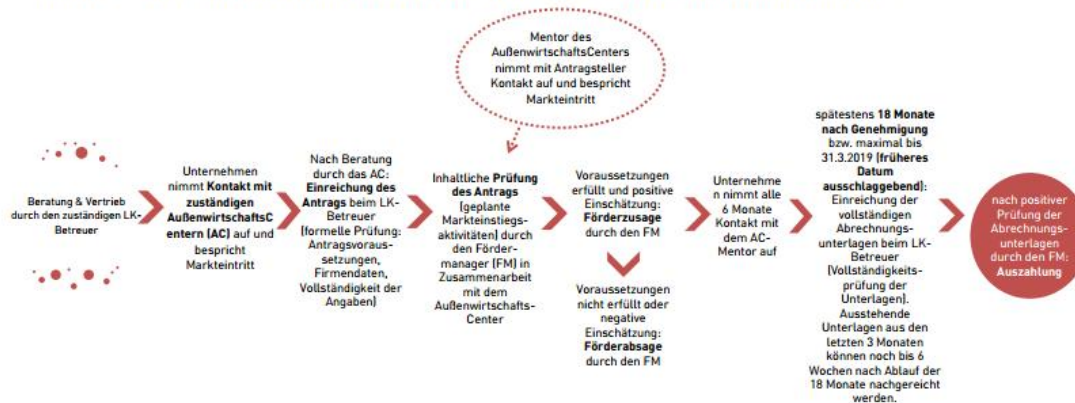 Mentor des
AußenwirtschaftsCenters
nimmt mit Antragsteller
Kontakt auf und bespricht
Markteintritt
Beratung & Vertrieb
durch den zuständigen LK-
Betreuer
Unternehmen
nimmt Kontakt mit
zuständigen
AußenwirtschaftsC
entern (AC) auf und
bespricht
Markteintritt
Nach Beratung
durch das AC:
Einreichung des
Antrags beim LK-
Betreuer
(formelle Prüfung:
Antragsvoraus-
setzungen,
Firmendaten,
Vollständigkeit der
Angaben)
Inhaltliche Prüfung
des Antrags
(geplante
Markteinstiegs-
aktivitäten) durch
den Förder-
manager (FM) in
Zusammenarbeit
mit dem
Außenwirtschafts-
Center
Voraussetzungen
erfüllt und positive
Einschätzung:
Förderzusage
durch den FM
Voraussetzungen
nicht erfüllt oder
negative
Einschätzung:
Förderabsage
durch den FM
Unternehme
n nimmt alle
6 Monate
Kontakt mit
dem AC-
Mentor auf
spätestens 18 Monate
nach Genehmigung
bzw. maximal bis
31.3.2019 (früheres
Datum
ausschlaggebend):
Einreichung der
vollständigen
Abrechnungs-
unterlagen beim LK-
Betreuer
(Vollständigkeits-
prüfung der
Unterlagen).
Ausstehende
Unterlagen aus den
letzten 3 Monaten
können noch bis 6
Wochen nach Ablauf der
18 Monate nachgereicht
werden.
nach positiver
Prüfung der
Abrechnungs-
unterlagen
durch den FM:
Auszahlung